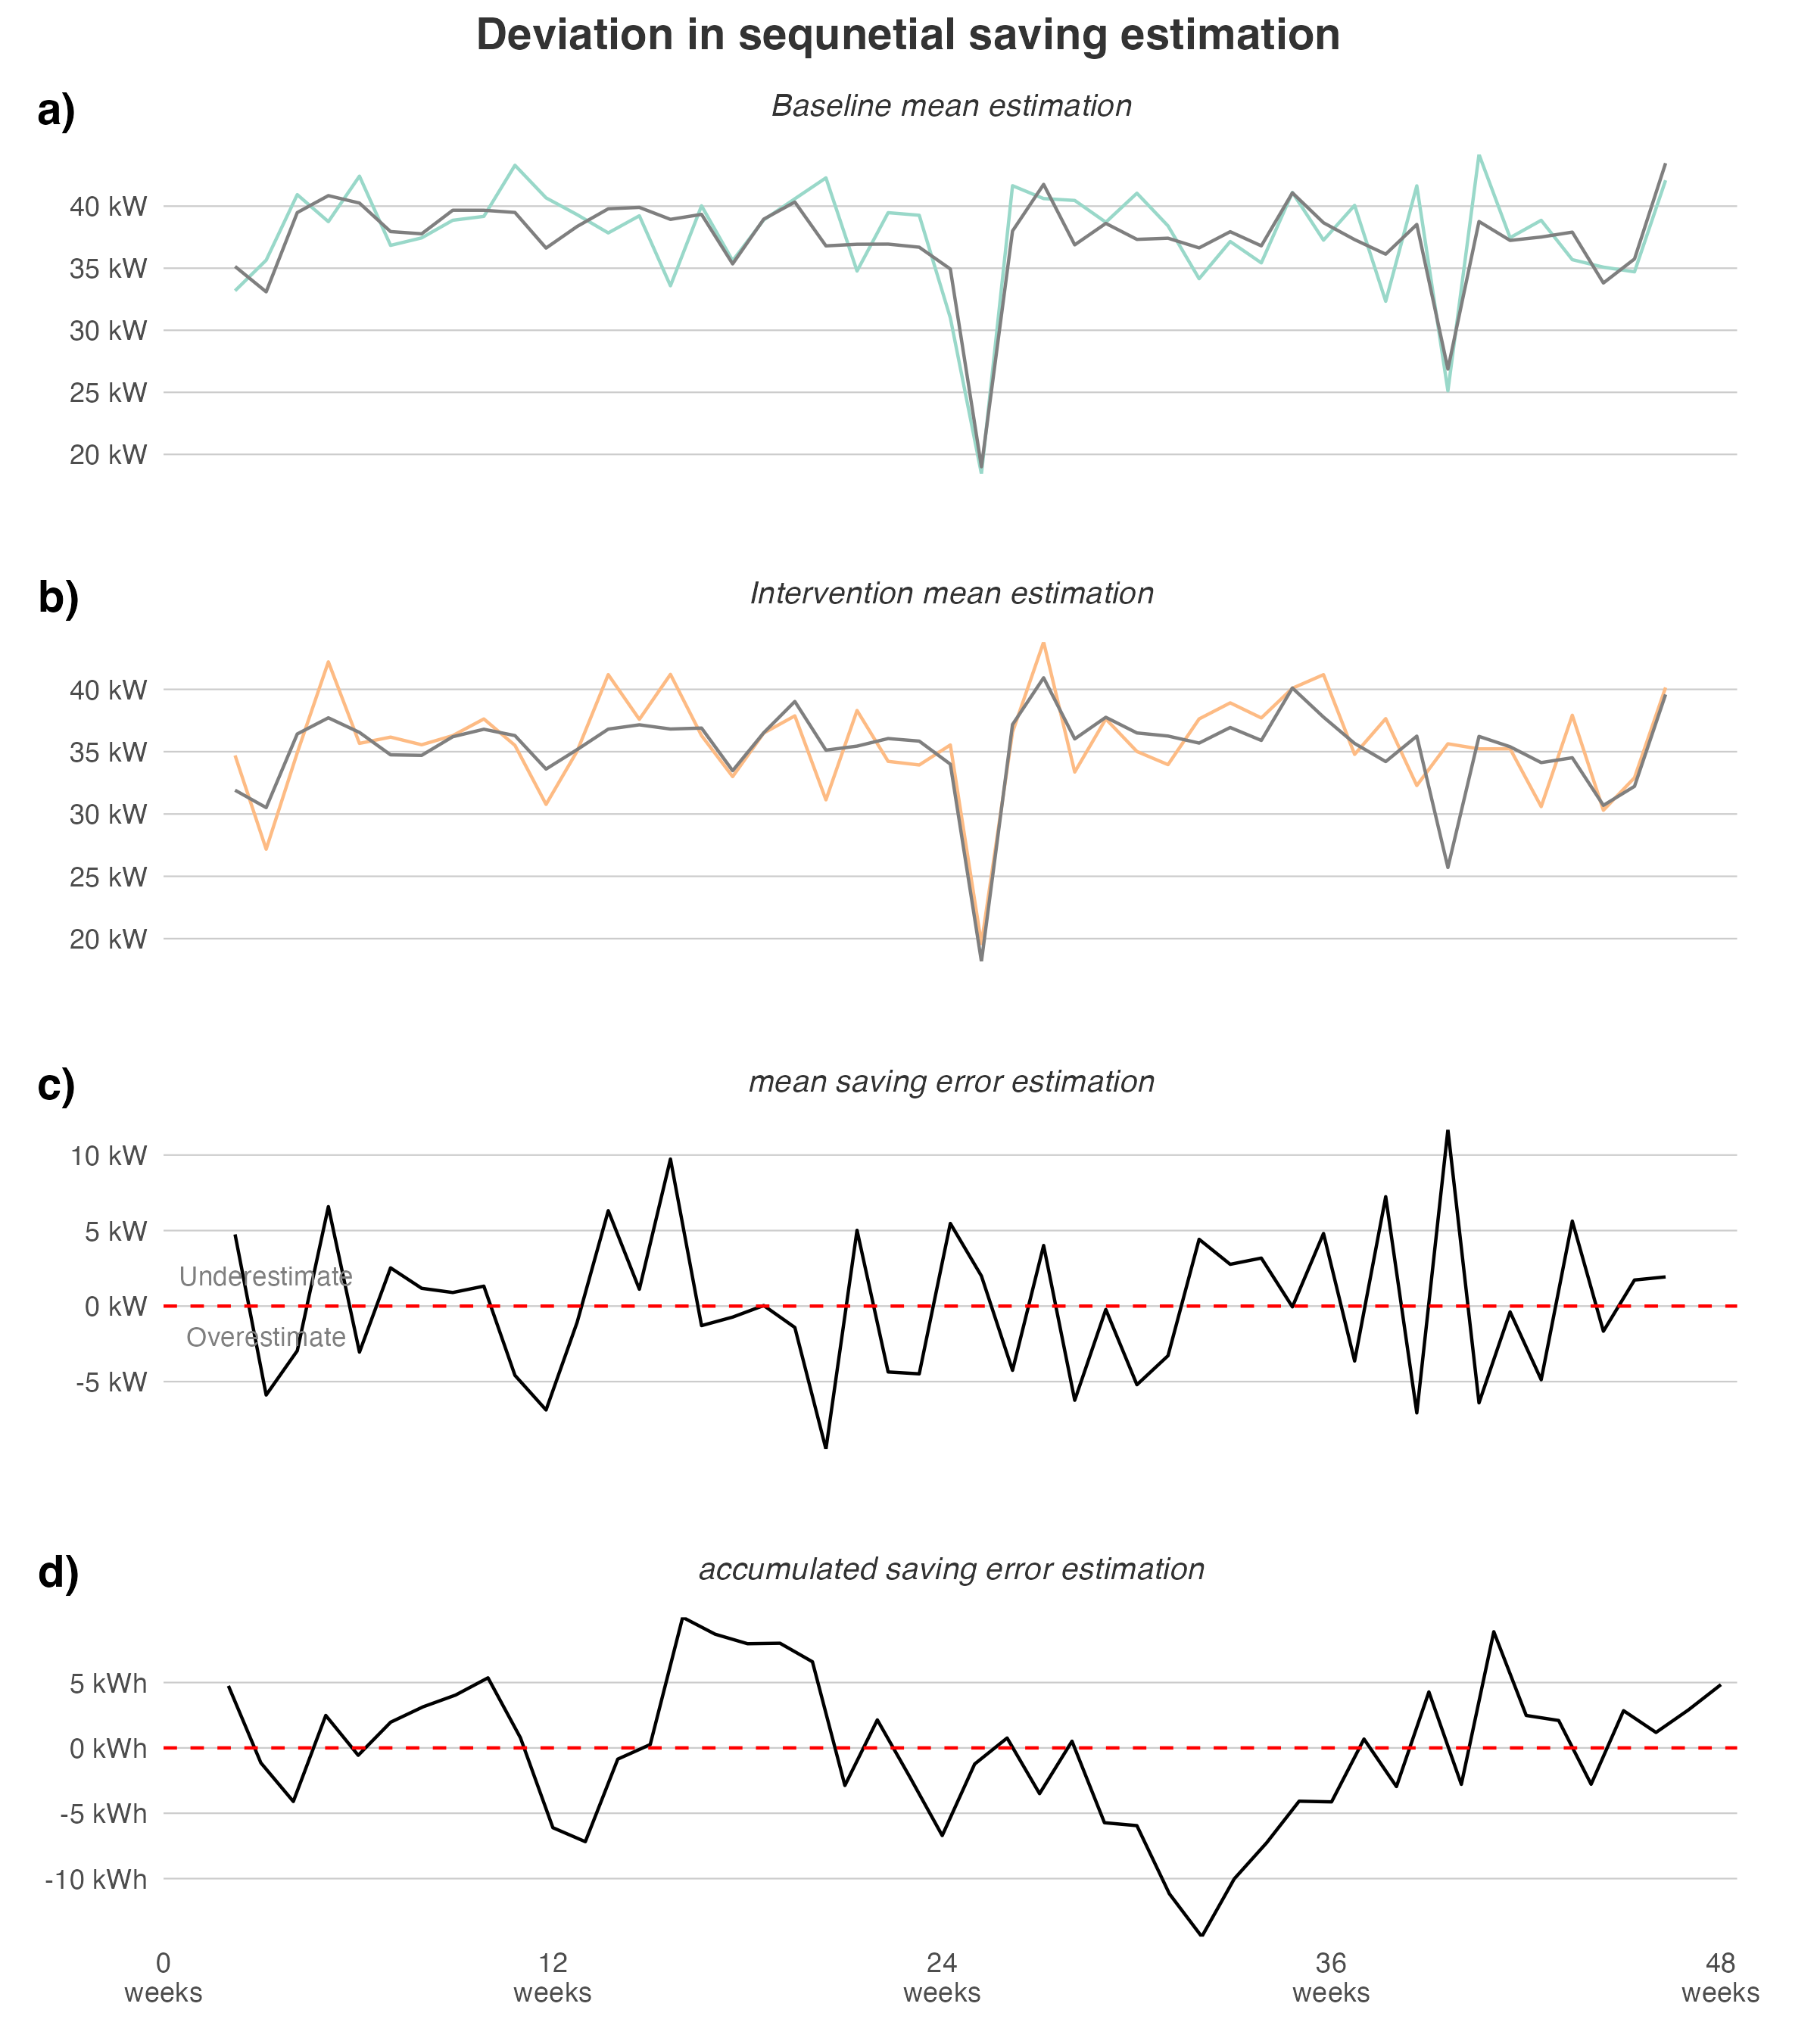 Deviation in sequnetial saving estimation
a)
Baseline mean estimation
40 kW
35 kW
30 kW
25 kW
20 kW
b)
Intervention mean estimation
40 kW
35 kW
30 kW
25 kW
20 kW
c)
mean saving error estimation
10 kW
5 kW
Underestimate
0 kW
Overestimate
-5 kW
d)
accumulated saving error estimation
5 kWh
0 kWh
-5 kWh
-10 kWh
0 12 24 36 48
weeks weeks weeks weeks weeks